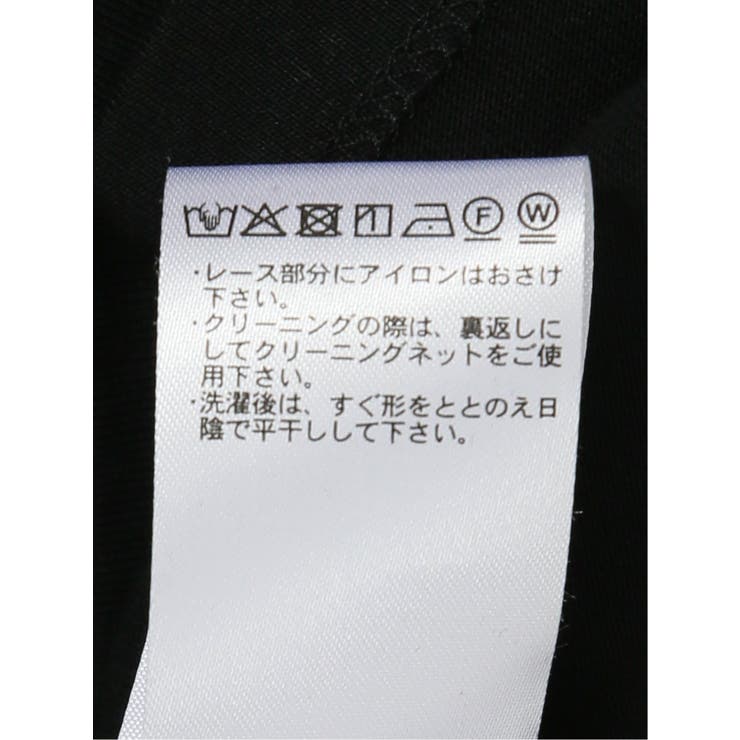 F W
・レース部分にアイロンはおさけ
下さい。
・クリーニングの際は、裏返しに
してクリーニングネットをご使
用下さい。
・洗濯後は、すぐ形をととのえ日
陰で平干しして下さい。